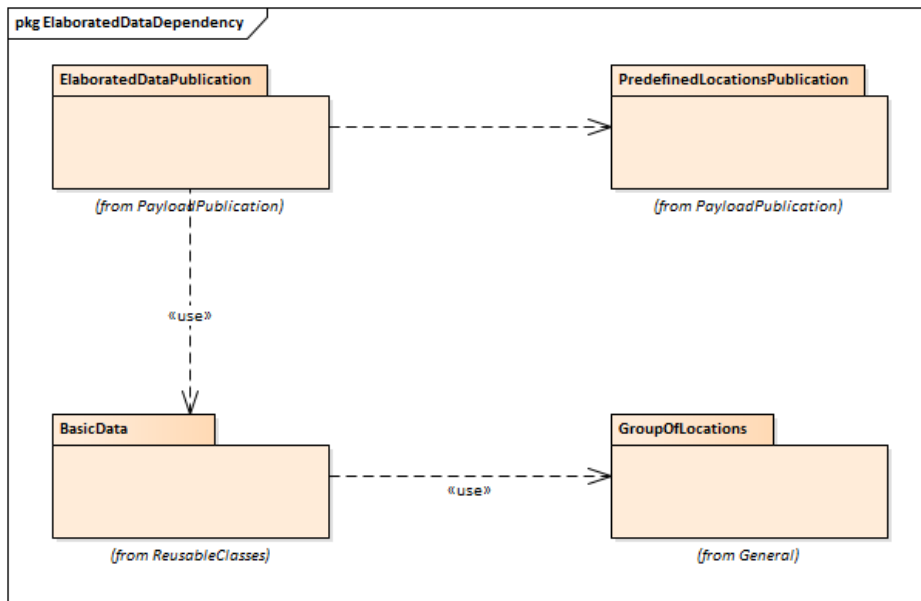 pkg ElaboratedDataDependency
ElaboratedDataPublication
PredefinedLocationsPublication
(from PayloadPublication)
(from PayloadPublication)
«use»
BasicData
GroupOfLocations
«use»
(from ReusableClasses)
(from General)